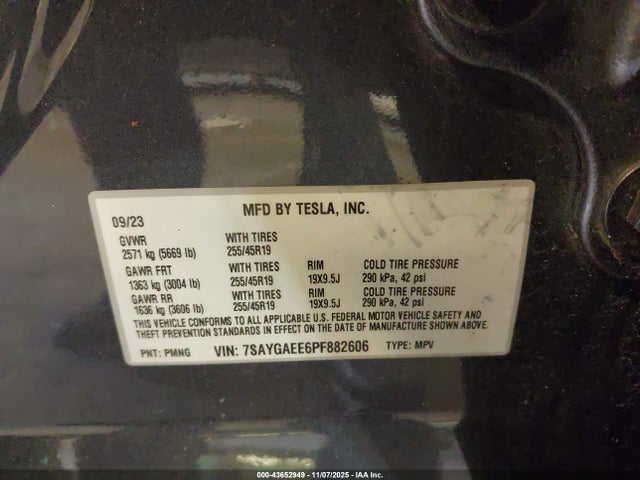 MFD BY TESLA, INC.
09/23
GVWR WITH TIRES
2571 kg (5669 lb) 255/45R19
GAWR FRT WITH TIRES RIM COLD TIRE PRESSURE
1363 kg (3004 lb) 255/45R19 19X9.5J 290 kPa, 42 psi
GAWR RR WITH TIRES RIM COLD TIRE PRESSURE
1636 kg (3606 lb) 255/45R19 19X9.5J 290 kPa, 42 psi
THIS VEHICLE CONFORMS TO ALL APPLICABLE U.S. FEDERAL MOTOR VEHICLE SAFETY AND
THEFT PREVENTION STANDARDS IN EFFECT ON THE DATE OF MANUFACTURE SHOWN ABOVE.
PNT: PMNG VIN: 7SAYGAEE6PF882606 TYPE: MPV
000-43652949 - 11/07/2025 - IAA Inc.